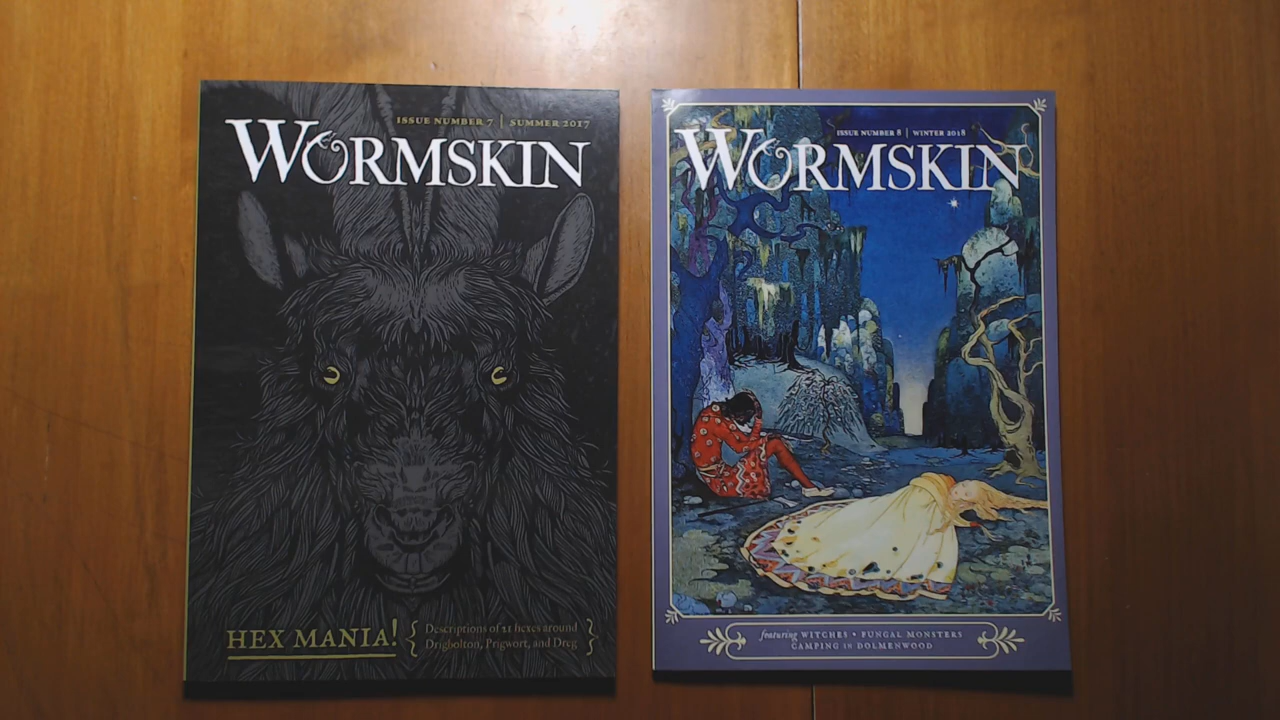 ISSUE NUMBER 7 | SUMMER 2017
WORMSKIN
HEX MANIA!
{ Descriptions of 21 hexes around
Drigbolton, Prigwort, and Dreg }
ISSUE NUMBER 8 | WINTER 2018
WORMSKIN
featuring WITCHES • FUNGAL MONSTERS
CAMPING in DOLMENWOOD